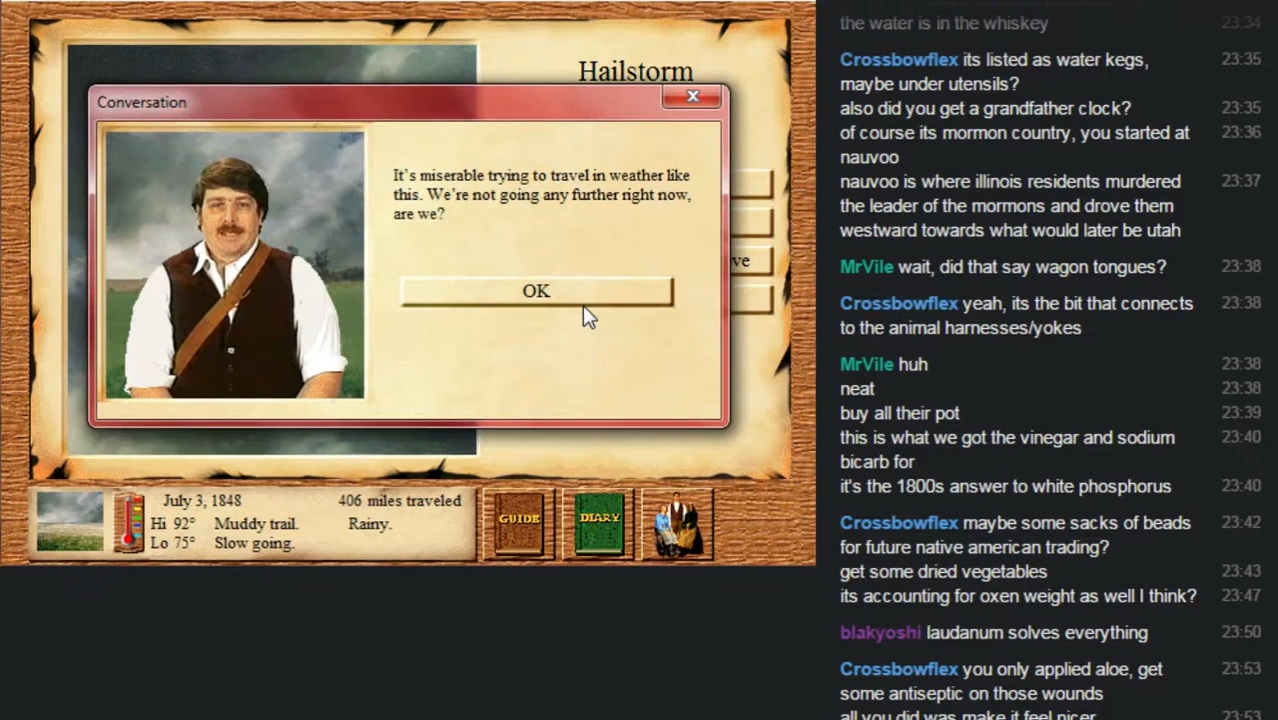 Hailstorm
Conversation
X
It's miserable trying to travel in weather like
this. We're not going any further right now,
are we?
OK
ve
July 3, 1848
406 miles traveled
Hi 92° Muddy trail. Rainy.
Lo 75° Slow going.
GUIDE
DIARY
the water is in the whiskey 23:34
Crossbowflex its listed as water kegs, 23:35
maybe under utensils?
also did you get a grandfather clock? 23:35
of course its mormon country, you started at 23:36
nauvoo
nauvoo is where illinois residents murdered 23:37
the leader of the mormons and drove them
westward towards what would later be utah
MrVile wait, did that say wagon tongues? 23:38
Crossbowflex yeah, its the bit that connects 23:38
to the animal harnesses/yokes
MrVile huh 23:38
neat 23:38
buy all their pot 23:39
this is what we got the vinegar and sodium 23:40
bicarb for
it's the 1800s answer to white phosphorus 23:40
Crossbowflex maybe some sacks of beads 23:42
for future native american trading?
get some dried vegetables 23:43
its accounting for oxen weight as well I think? 23:47
blakyoshi laudanum solves everything 23:50
Crossbowflex you only applied aloe, get 23:53
some antiseptic on those wounds
all you did was make it feel nicer 23:53